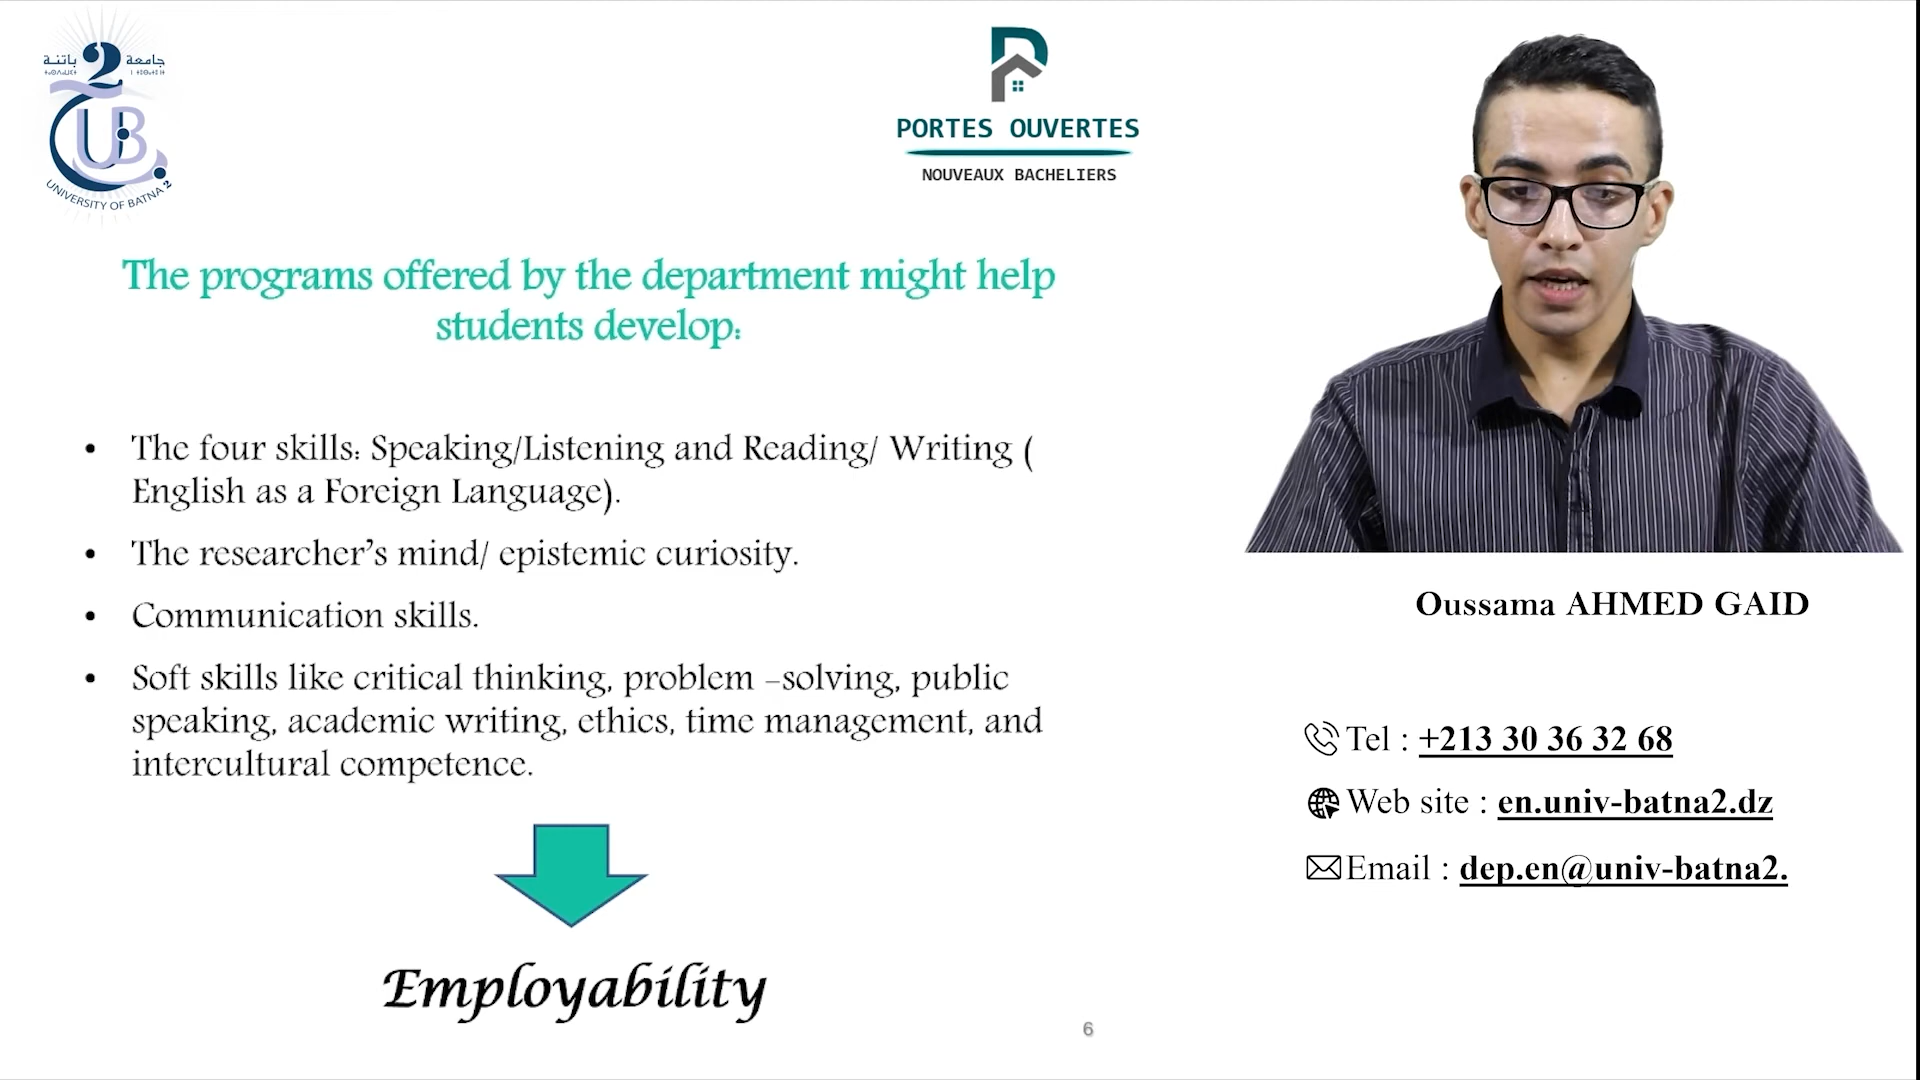 جامعة باتنة
2
UB
UNIVERSITY OF BATNA 2
PORTES OUVERTES
NOUVEAUX BACHELIERS
The programs offered by the department might help
students develop:
• The four skills: Speaking/Listening and Reading/ Writing (
English as a Foreign Language).
• The researcher’s mind/ epistemic curiosity.
• Communication skills.
• Soft skills like critical thinking, problem –solving, public
speaking, academic writing, ethics, time management, and
intercultural competence.
Employability
6
Oussama AHMED GAID
Tel : +213 30 36 32 68
Web site : en.univ-batna2.dz
Email : dep.en@univ-batna2.